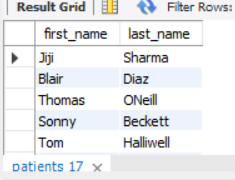 Result Grid Filter Rows:
first_name last_name
Jiji Sharma
Blair Diaz
Thomas ONeill
Sonny Beckett
Tom Halliwell
patients 17